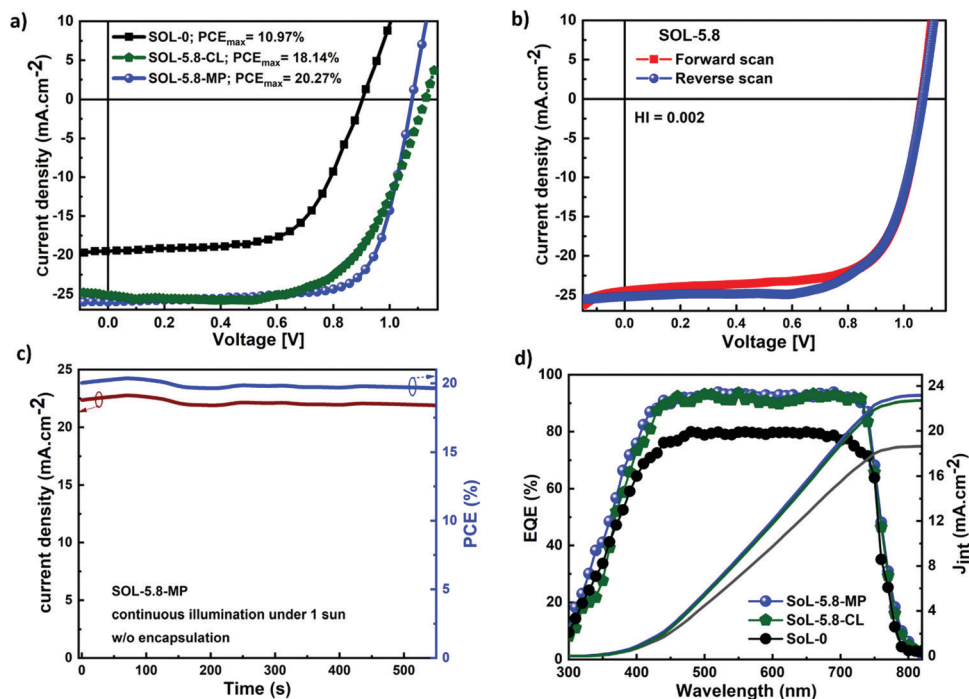 a)
SOL-0; PCEmax= 10.97%
SOL-5.8-CL; PCEmax= 18.14%
SOL-5.8-MP; PCEmax= 20.27%
current density (mA.cm-2)
10
5
0
-5
-10
-15
-20
-25
0.0 0.2 0.4 0.6 0.8 1.0
Voltage [V]
b)
SOL-5.8
Forward scan
Reverse scan
HI = 0.002
current density (mA.cm-2)
10
5
0
-5
-10
-15
-20
-25
0.0 0.2 0.4 0.6 0.8 1.0
Voltage [V]
c)
current density (mA.cm-2)
25
20
15
10
5
0
SOL-5.8-MP
continuous illumination under 1 sun
w/o encapsulation
0 100 200 300 400 500
Time (s)
20
15
10
5
0
PCE (%)
d)
EQE (%)
100
80
60
40
20
0
SoL-5.8-MP
SoL-5.8-CL
SoL-0
300 400 500 600 700 800
Wavelength (nm)
24
20
16
12
8
4
0
Jint (mA.cm-2)